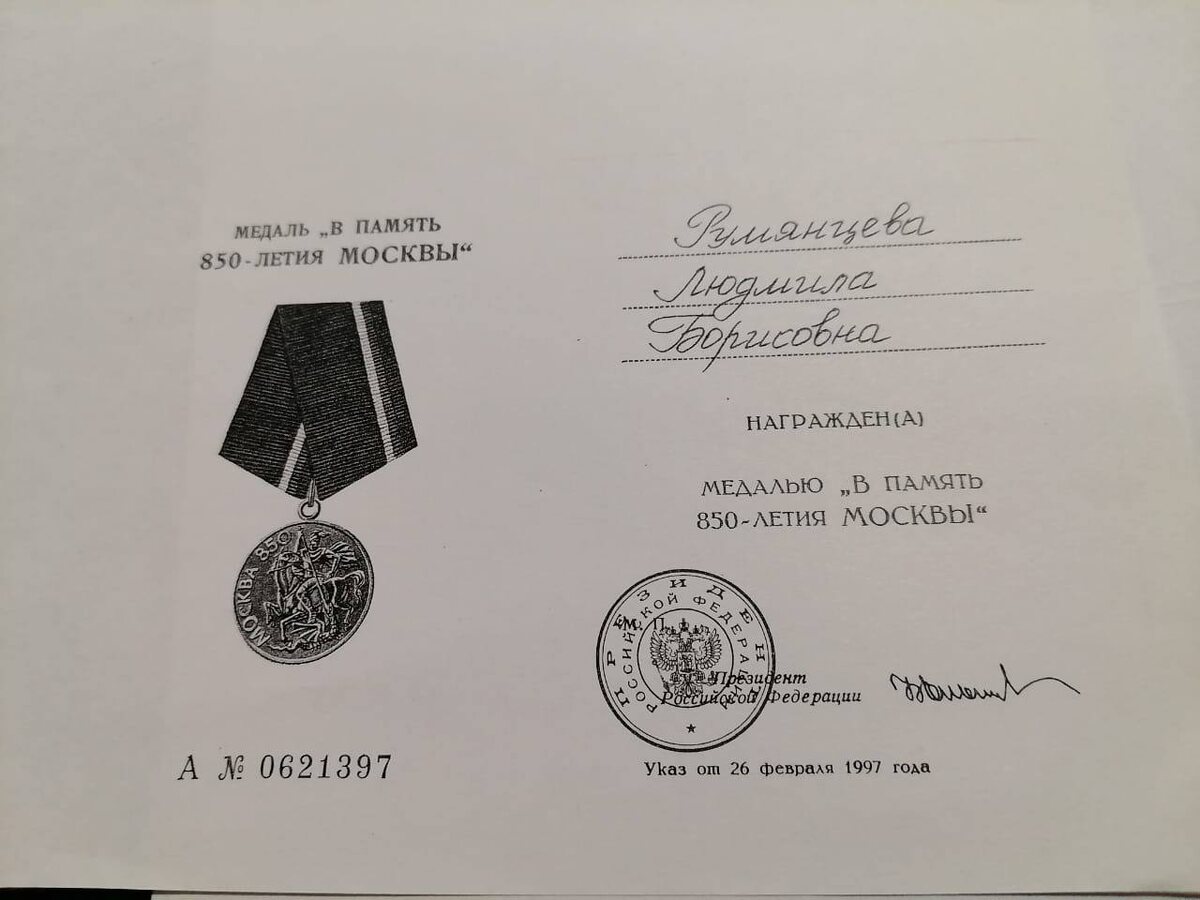 МЕДАЛЬ „В ПАМЯТЬ
850-ЛЕТИЯ МОСКВЫ“
МОСКВА 850
А № 0621397
Румянцева
Людмила
Борисовна
НАГРАЖДЕН(А)
МЕДАЛЬЮ „В ПАМЯТЬ
850-ЛЕТИЯ МОСКВЫ“
ПРЕЗИДЕНТ
РОССИЙСКОЙ ФЕДЕРАЦИИ
М. П.
Президент
Российской Федерации
Указ от 26 февраля 1997 года